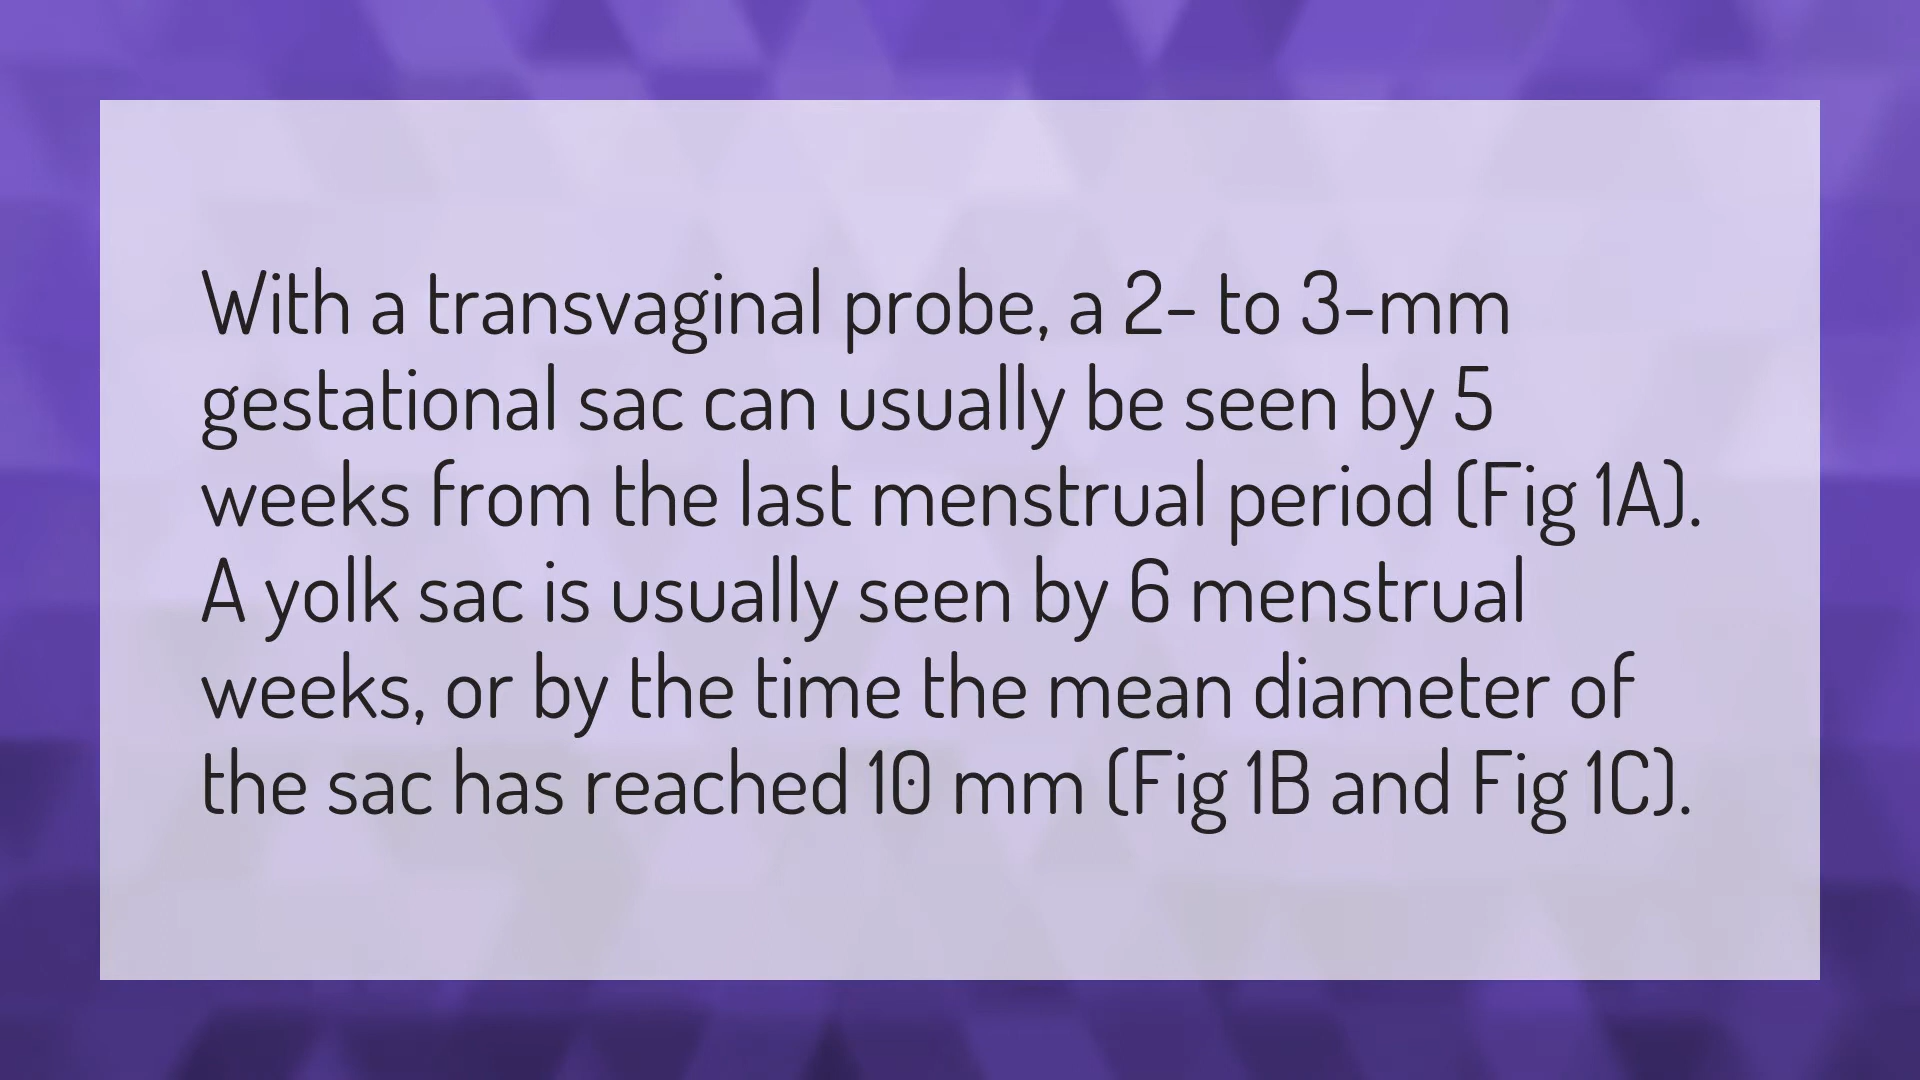 With a transvaginal probe, a 2- to 3-mm
gestational sac can usually be seen by 5
weeks from the last menstrual period (Fig 1A).
A yolk sac is usually seen by 6 menstrual
weeks, or by the time the mean diameter of
the sac has reached 10 mm (Fig 1B and Fig 1C).